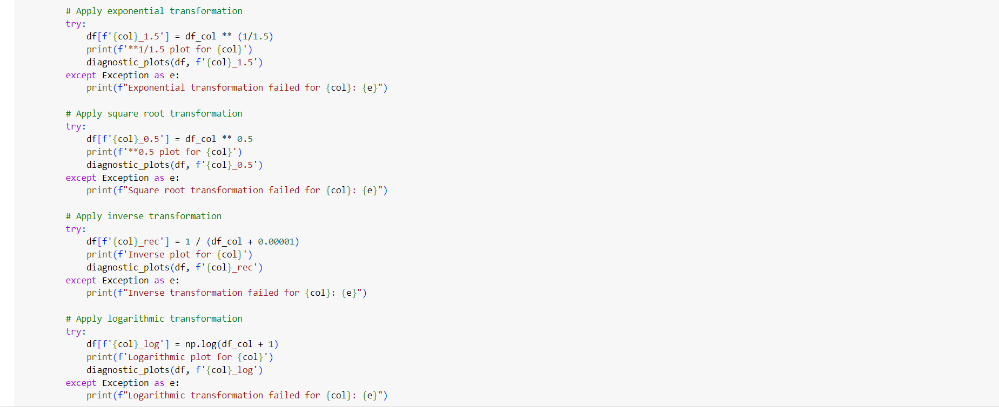 # Apply exponential transformation
try:
    df[f'{col}_1.5'] = df_col ** (1/1.5)
    print(f'**1/1.5 plot for {col}')
    diagnostic_plots(df, f'{col}_1.5')
except Exception as e:
    print(f"Exponential transformation failed for {col}: {e}")

# Apply square root transformation
try:
    df[f'{col}_0.5'] = df_col ** 0.5
    print(f'**0.5 plot for {col}')
    diagnostic_plots(df, f'{col}_0.5')
except Exception as e:
    print(f"Square root transformation failed for {col}: {e}")

# Apply inverse transformation
try:
    df[f'{col}_rec'] = 1 / (df_col + 0.00001)
    print(f'Inverse plot for {col}')
    diagnostic_plots(df, f'{col}_rec')
except Exception as e:
    print(f"Inverse transformation failed for {col}: {e}")

# Apply logarithmic transformation
try:
    df[f'{col}_log'] = np.log(df_col + 1)
    print(f'Logarithmic plot for {col}')
    diagnostic_plots(df, f'{col}_log')
except Exception as e:
    print(f"Logarithmic transformation failed for {col}: {e}")